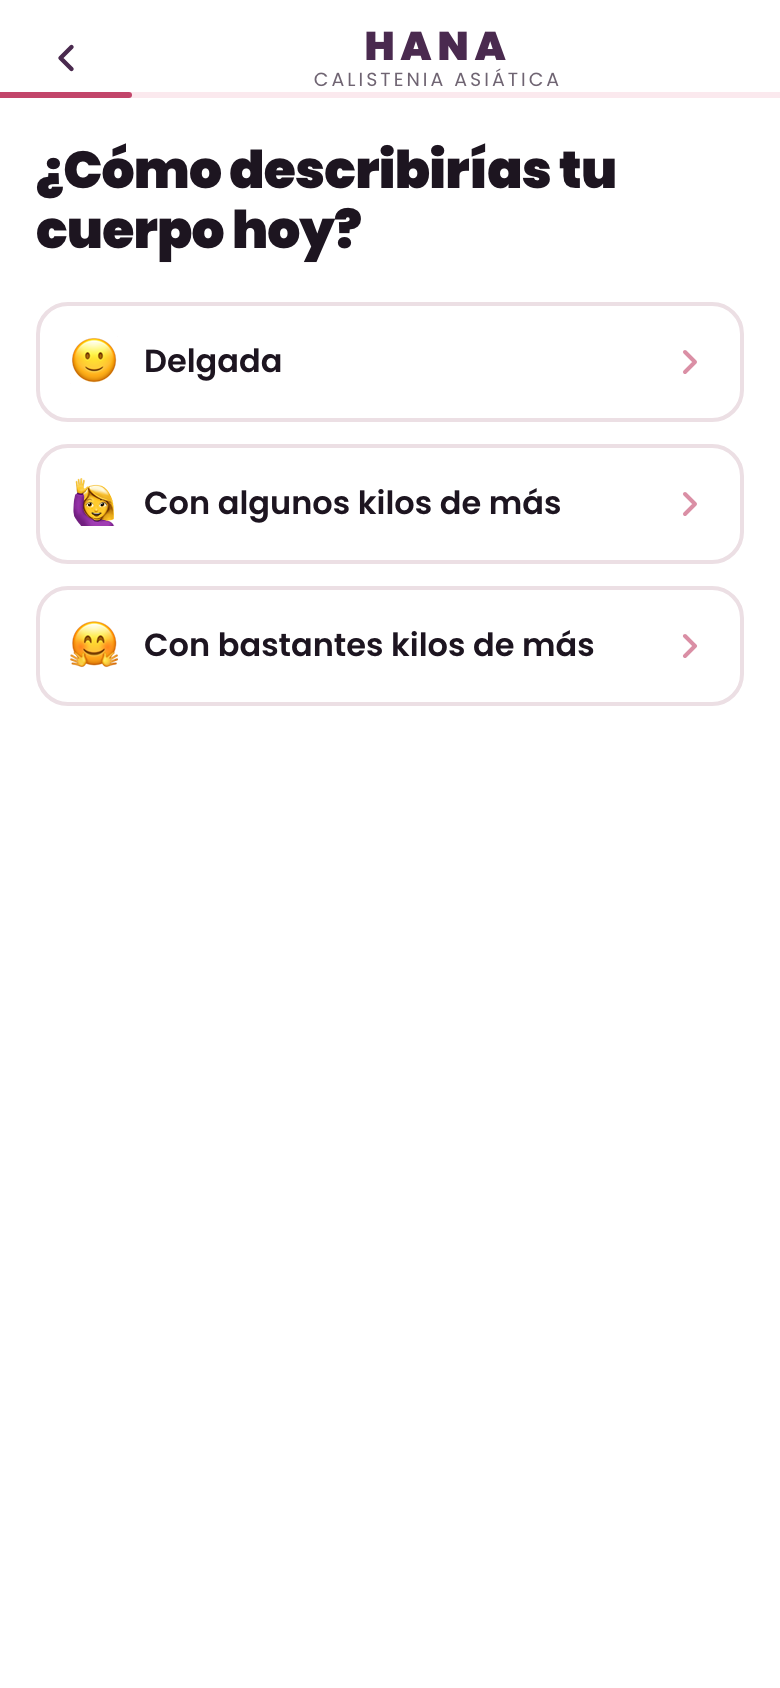 HANA
CALISTENIA ASIÁTICA
¿Cómo describirías tu
cuerpo hoy?
Delgada
Con algunos kilos de más
Con bastantes kilos de más